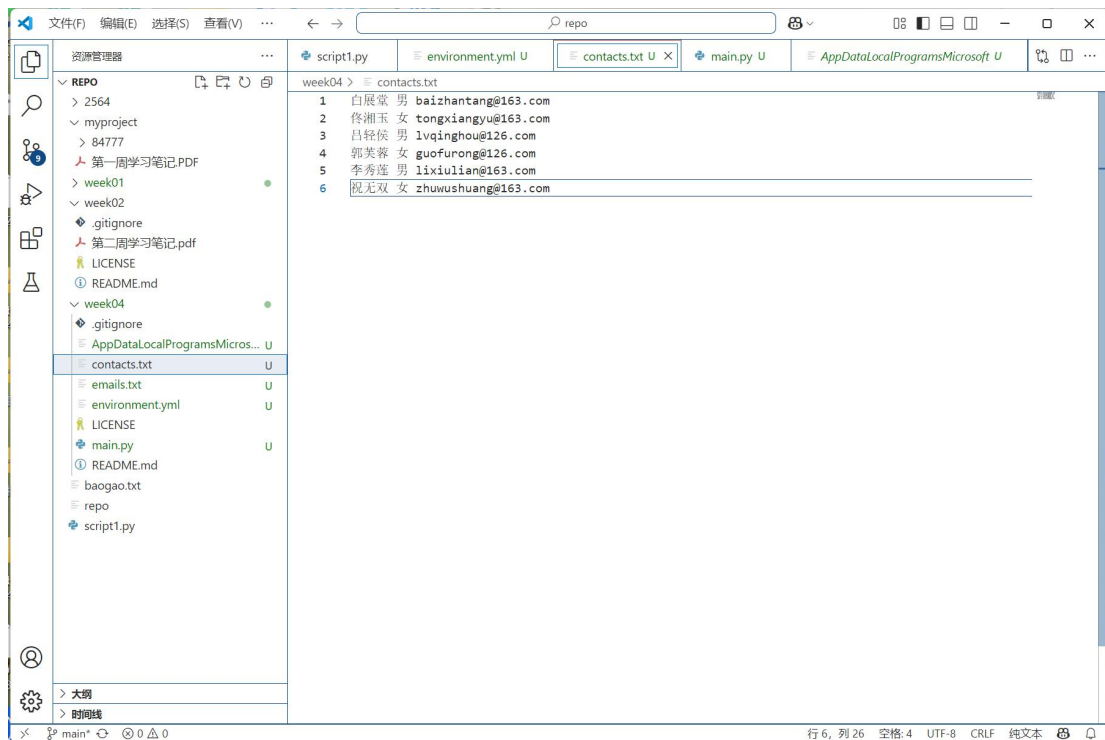 文件(F) 编辑(E) 选择(S) 查看(V) ··· repo
资源管理器 ···
script1.py environment.yml U contacts.txt U main.py U AppDataLocalProgramsMicrosoft U ···
REPO
week04 > contacts.txt
2564
myproject
84777
第一周学习笔记.PDF
week01
week02
.gitignore
第二周学习笔记.pdf
LICENSE
README.md
week04
.gitignore
AppDataLocalProgramsMicros... U
contacts.txt U
emails.txt U
environment.yml U
LICENSE
main.py U
README.md
baogao.txt
repo
script1.py
1 白展堂 男 baizhantang@163.com
2 佟湘玉 女 tongxiangyu@163.com
3 吕轻侯 男 lvqinghou@126.com
4 郭芙蓉 女 guofurong@126.com
5 李秀莲 男 lixiulian@163.com
6 祝无双 女 zhuwushuang@163.com
9
大纲
时间线
main* 0 0 行 6，列 26 空格: 4 UTF-8 CRLF 纯文本